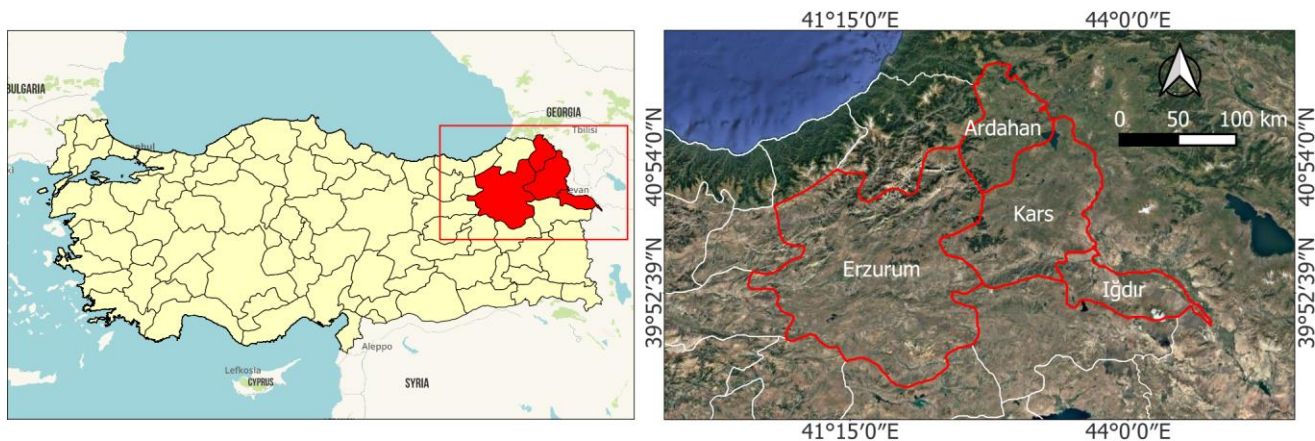 BULGARIA
GEORGIA
Tbilisi
Aleppo
Lefkosia
CYPRUS
SYRIA
41°15′0″E
44°0′0″E
40°54′0″N
39°52′39″N
Ardahan
Kars
Erzurum
Iğdır
0 50 100 km
40°54′0″N
39°52′39″N
41°15′0″E
44°0′0″E